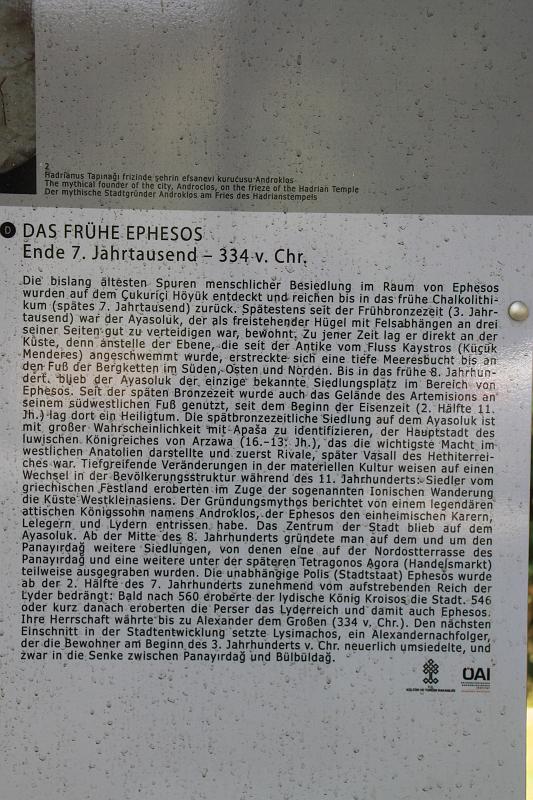 2
Hadrianus Tapınağı frizinde şehrin efsanevi kurucusu Androklos
The mythical founder of the city, Androclos, on the frieze of the Hadrian Temple
Der mythische Stadtgründer Androklos am Fries des Hadrianstempels
D DAS FRÜHE EPHESOS
Ende 7. Jahrtausend – 334 v. Chr.
Die bislang ältesten Spuren menschlicher Besiedlung im Raum von Ephesos
wurden auf dem Çukuriçi Höyük entdeckt und reichen bis in das frühe Chalkolithi-
kum (spätes 7. Jahrtausend) zurück. Spätestens seit der Frühbronzezeit (3. Jahr-
tausend) war der Ayasoluk, der als freistehender Hügel mit Felsabhängen an drei
seiner Seiten gut zu verteidigen war, bewohnt. Zu jener Zeit lag er direkt an der
Küste, denn anstelle der Ebene, die seit der Antike vom Fluss Kaystros (Küçük
Menderes) angeschwemmt wurde, erstreckte sich eine tiefe Meeresbucht bis an
den Fuß der Bergketten im Süden, Osten und Norden. Bis in das frühe 8. Jahrhun-
dert. blieb der Ayasoluk der einzige bekannte Siedlungsplatz im Bereich von
Ephesos. Seit der späten Bronzezeit wurde auch das Gelände des Artemisions an
seinem südwestlichen Fuß genutzt, seit dem Beginn der Eisenzeit (2. Hälfte 11.
Jh.) lag dort ein Heiligtum. Die spätbronzezeitliche Siedlung auf dem Ayasoluk ist
mit großer Wahrscheinlichkeit mit Apaša zu identifizieren, der Hauptstadt des
luwischen Königreiches von Arzawa (16.–13. Jh.), das die wichtigste Macht im
westlichen Anatolien darstellte und zuerst Rivale, später Vasall des Hethiterrei-
ches war. Tiefgreifende Veränderungen in der materiellen Kultur weisen auf einen
Wechsel in der Bevölkerungsstruktur während des 11. Jahrhunderts: Siedler vom
griechischen Festland eroberten im Zuge der sogenannten Ionischen Wanderung
die Küste Westkleinasiens. Der Gründungsmythos berichtet von einem legendären
attischen Königssohn namens Androklos, der Ephesos den einheimischen Karern,
Lelegern und Lydern entrissen habe. Das Zentrum der Stadt blieb auf dem
Ayasoluk. Ab der Mitte des 8. Jahrhunderts gründete man auf dem und um den
Panayırdağ weitere Siedlungen, von denen eine auf der Nordostterrasse des
Panayırdağ und eine weitere unter der späteren Tetragonos Agora (Handelsmarkt)
teilweise ausgegraben wurden. Die unabhängige Polis (Stadtstaat) Ephesos wurde
ab der 2. Hälfte des 7. Jahrhunderts zunehmend vom aufstrebenden Reich der
Lyder bedrängt: Bald nach 560 eroberte der lydische König Kroisos die Stadt. 546
oder kurz danach eroberten die Perser das Lyderreich und damit auch Ephesos.
Ihre Herrschaft währte bis zu Alexander dem Großen (334 v. Chr.). Den nächsten
Einschnitt in der Stadtentwicklung setzte Lysimachos, ein Alexandernachfolger,
der die Bewohner am Beginn des 3. Jahrhunderts v. Chr. neuerlich umsiedelte, und
zwar in die Senke zwischen Panayırdağ und Bülbüldağ.
ÖAI